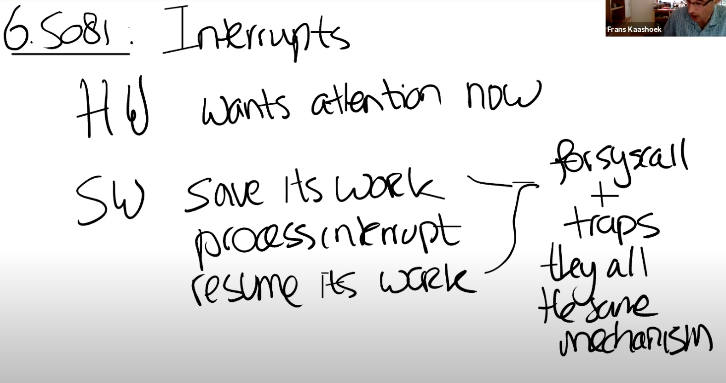 6.S081: Interrupts
Frans Kaashoek
HW wants attention now
SW save its work
process interrupt
resume its work
for syscall
+
traps
they all
the same
mechanism